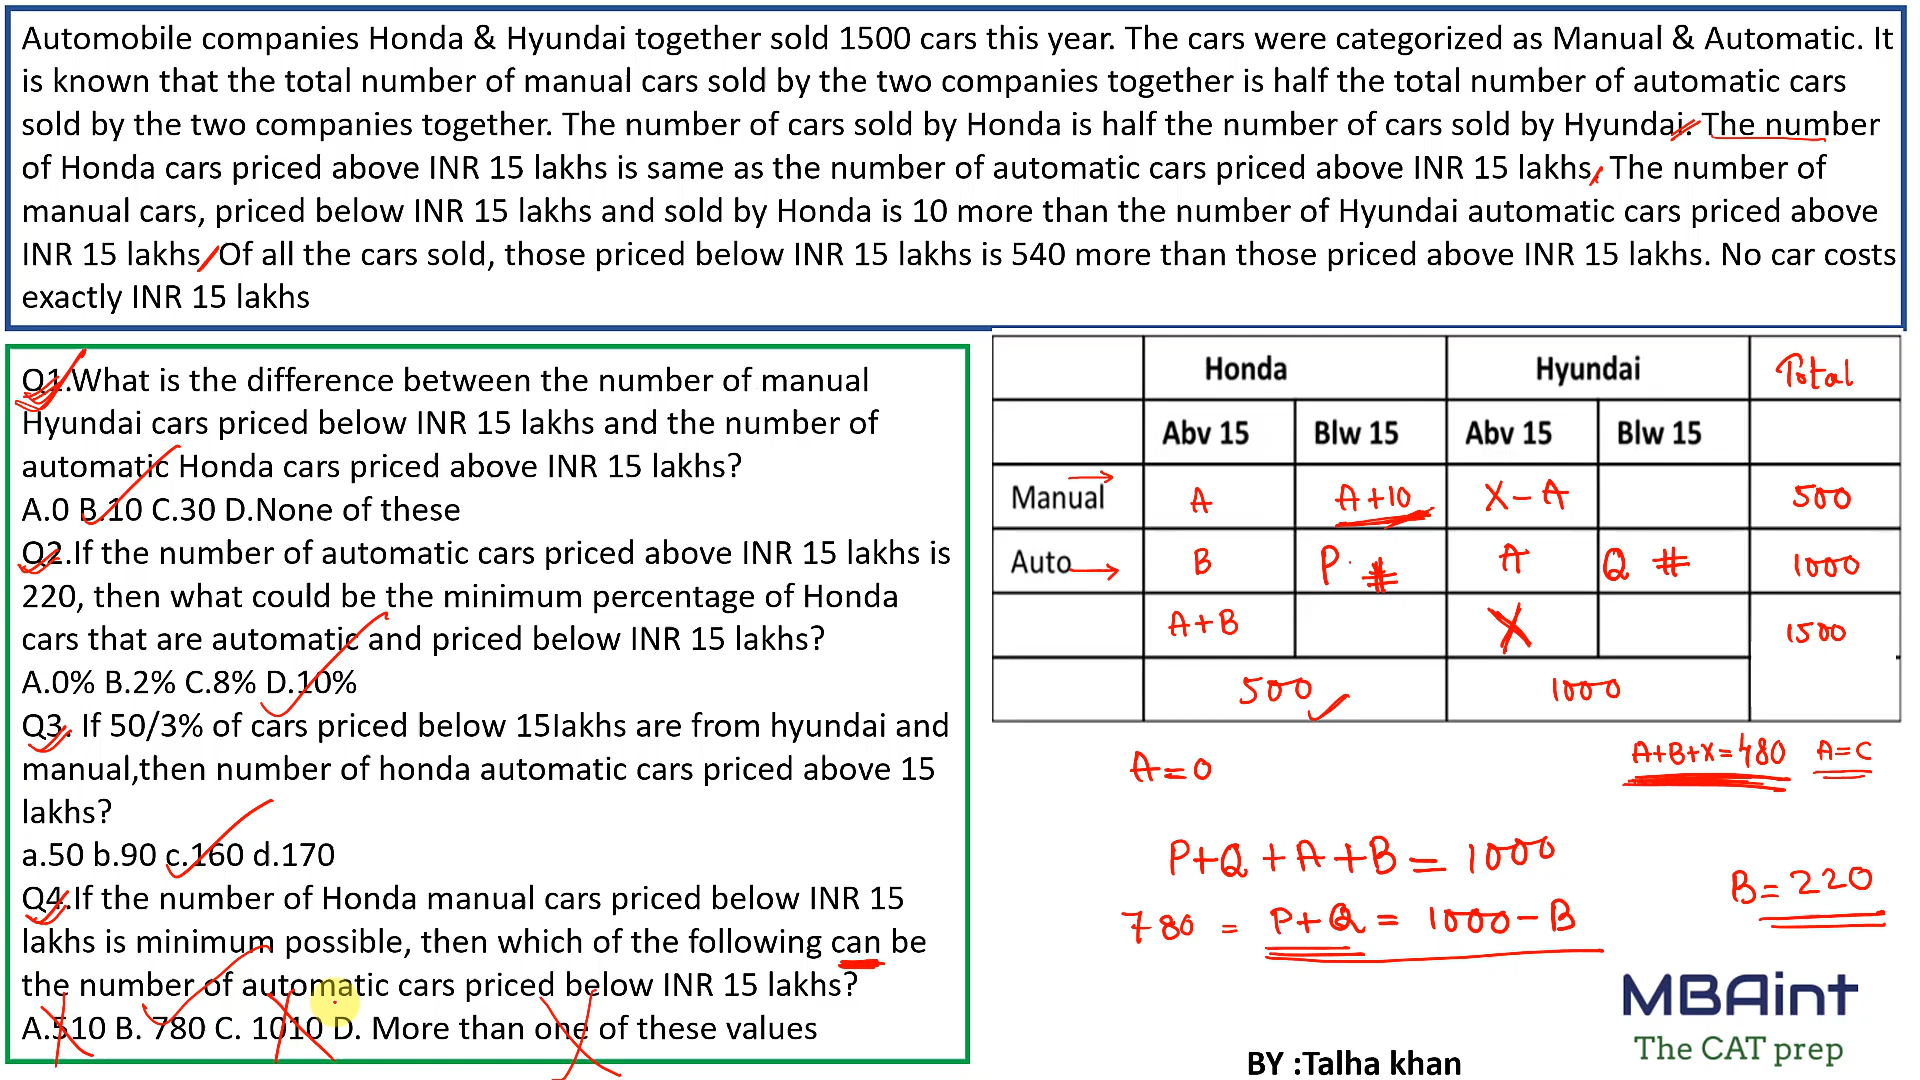 Automobile companies Honda & Hyundai together sold 1500 cars this year. The cars were categorized as Manual & Automatic. It
is known that the total number of manual cars sold by the two companies together is half the total number of automatic cars
sold by the two companies together. The number of cars sold by Honda is half the number of cars sold by Hyundai. The number
of Honda cars priced above INR 15 lakhs is same as the number of automatic cars priced above INR 15 lakhs. The number of
manual cars, priced below INR 15 lakhs and sold by Honda is 10 more than the number of Hyundai automatic cars priced above
INR 15 lakhs. Of all the cars sold, those priced below INR 15 lakhs is 540 more than those priced above INR 15 lakhs. No car costs
exactly INR 15 lakhs
Q1.What is the difference between the number of manual
Hyundai cars priced below INR 15 lakhs and the number of
automatic Honda cars priced above INR 15 lakhs?
A.0 B.10 C.30 D.None of these
Q2.If the number of automatic cars priced above INR 15 lakhs is
220, then what could be the minimum percentage of Honda
cars that are automatic and priced below INR 15 lakhs?
A.0% B.2% C.8% D.10%
Q3. If 50/3% of cars priced below 15lakhs are from hyundai and
manual,then number of honda automatic cars priced above 15
lakhs?
a.50 b.90 c.160 d.170
Q4.If the number of Honda manual cars priced below INR 15
lakhs is minimum possible, then which of the following can be
the number of automatic cars priced below INR 15 lakhs?
A.510 B. 780 C. 1010 D. More than one of these values
Honda Hyundai Total
Abv 15 Blw 15 Abv 15 Blw 15
Manual A A+10 X-A 500
Auto B P # A Q # 1000
A+B X 1500
500 1000
A=0 A+B+X=480 A=C
P+Q+A+B=1000
B=220
780 = P+Q = 1000-B
MBAint
The CAT prep
BY :Talha khan